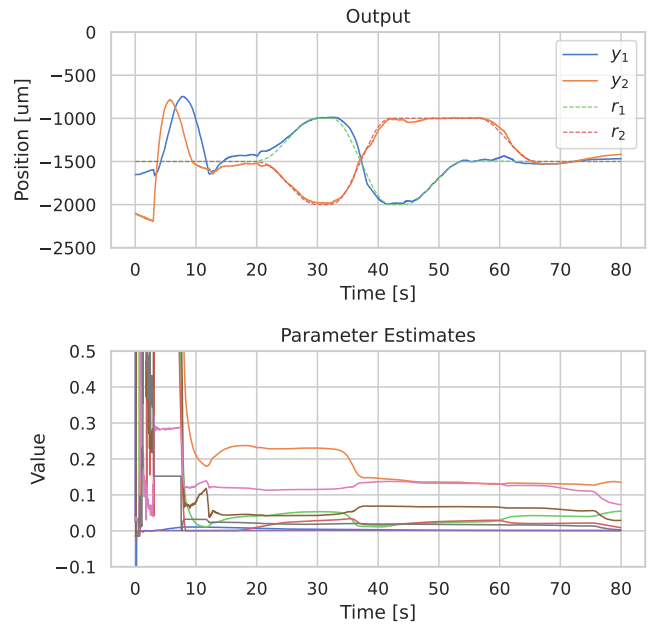 Output
0
−500
−1000
−1500
−2000
−2500
Position [um]
y₁
y₂
r₁
r₂
0 10 20 30 40 50 60 70 80
Time [s]
Parameter Estimates
0.5
0.4
0.3
0.2
0.1
0.0
−0.1
Value
0 10 20 30 40 50 60 70 80
Time [s]